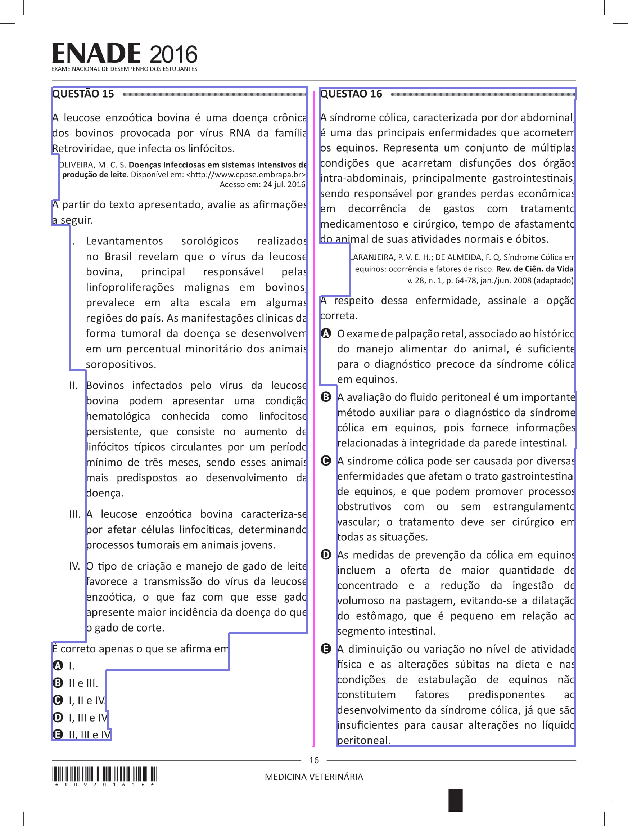 ENADE 2016
EXAME NACIONAL DE DESEMPENHO DOS ESTUDANTES
QUESTÃO 15
A leucose enzoótica bovina é uma doença crônica
dos bovinos provocada por vírus RNA da família
Retroviridae, que infecta os linfócitos.
OLIVEIRA, M. C. S. Doenças infecciosas em sistemas intensivos de
produção de leite. Disponível em: <http://www.cppse.embrapa.br>
Acesso em: 24 jul. 2016
A partir do texto apresentado, avalie as afirmações
a seguir.
I. Levantamentos sorológicos realizados
no Brasil revelam que o vírus da leucose
bovina, principal responsável pelas
linfoproliferações malignas em bovinos,
prevalece em alta escala em algumas
regiões do país. As manifestações clínicas da
forma tumoral da doença se desenvolvem
em um percentual minoritário dos animais
soropositivos.
II. Bovinos infectados pelo vírus da leucose
bovina podem apresentar uma condição
hematológica conhecida como linfocitose
persistente, que consiste no aumento de
linfócitos típicos circulantes por um período
mínimo de três meses, sendo esses animais
mais predispostos ao desenvolvimento da
doença.
III. A leucose enzoótica bovina caracteriza-se
por afetar células linfocíticas, determinando
processos tumorais em animais jovens.
IV. O tipo de criação e manejo de gado de leite
favorece a transmissão do vírus da leucose
enzoótica, o que faz com que esse gado
apresente maior incidência da doença do que
o gado de corte.
É correto apenas o que se afirma em
A I.
B II e III.
C I, II e IV.
D I, III e IV
E II, III e IV
QUESTÃO 16
A síndrome cólica, caracterizada por dor abdominal,
é uma das principais enfermidades que acometem
os equinos. Representa um conjunto de múltiplas
condições que acarretam disfunções dos órgãos
intra-abdominais, principalmente gastrointestinais,
sendo responsável por grandes perdas econômicas
em decorrência de gastos com tratamento
medicamentoso e cirúrgico, tempo de afastamento
do animal de suas atividades normais e óbitos.
LARANJEIRA, P. V. E. H.; DE ALMEIDA, F. Q. Síndrome Cólica em
equinos: ocorrência e fatores de risco. Rev. de Ciên. da Vida
v. 28, n. 1, p. 64-78, jan./jun. 2008 (adaptado)
A respeito dessa enfermidade, assinale a opção
correta.
A O exame de palpação retal, associado ao histórico
do manejo alimentar do animal, é suficiente
para o diagnóstico precoce da síndrome cólica
em equinos.
B A avaliação do fluido peritoneal é um importante
método auxiliar para o diagnóstico da síndrome
cólica em equinos, pois fornece informações
relacionadas à integridade da parede intestinal.
C A síndrome cólica pode ser causada por diversas
enfermidades que afetam o trato gastrointestinal
de equinos, e que podem promover processos
obstrutivos com ou sem estrangulamento
vascular; o tratamento deve ser cirúrgico em
todas as situações.
D As medidas de prevenção da cólica em equinos
incluem a oferta de maior quantidade de
concentrado e a redução da ingestão de
volumoso na pastagem, evitando-se a dilatação
do estômago, que é pequeno em relação ao
segmento intestinal.
E A diminuição ou variação no nível de atividade
física e as alterações súbitas na dieta e nas
condições de estabulação de equinos não
constituem fatores predisponentes ao
desenvolvimento da síndrome cólica, já que são
insuficientes para causar alterações no líquido
peritoneal.
16
MEDICINA VETERINÁRIA